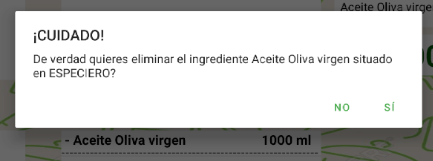 Aceite Oliva virgen
¡CUIDADO!
De verdad quieres eliminar el ingrediente Aceite Oliva virgen situado
en ESPECIERO?
NO SÍ
- Aceite Oliva virgen 1000 ml